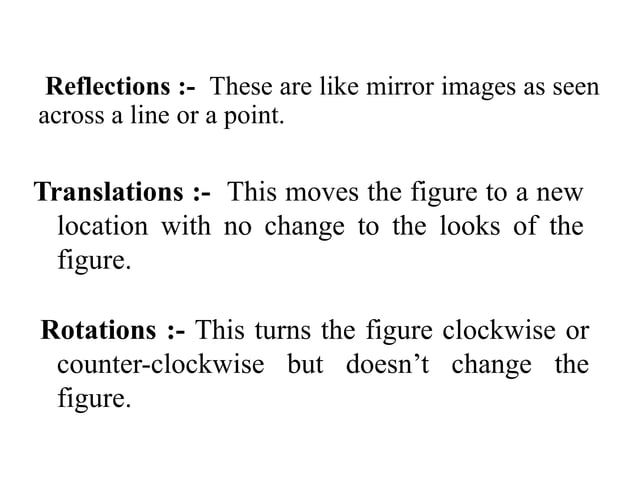 Reflections :- These are like mirror images as seen
across a line or a point.
Translations :- This moves the figure to a new
location with no change to the looks of the
figure.
Rotations :- This turns the figure clockwise or
counter-clockwise but doesn’t change the
figure.